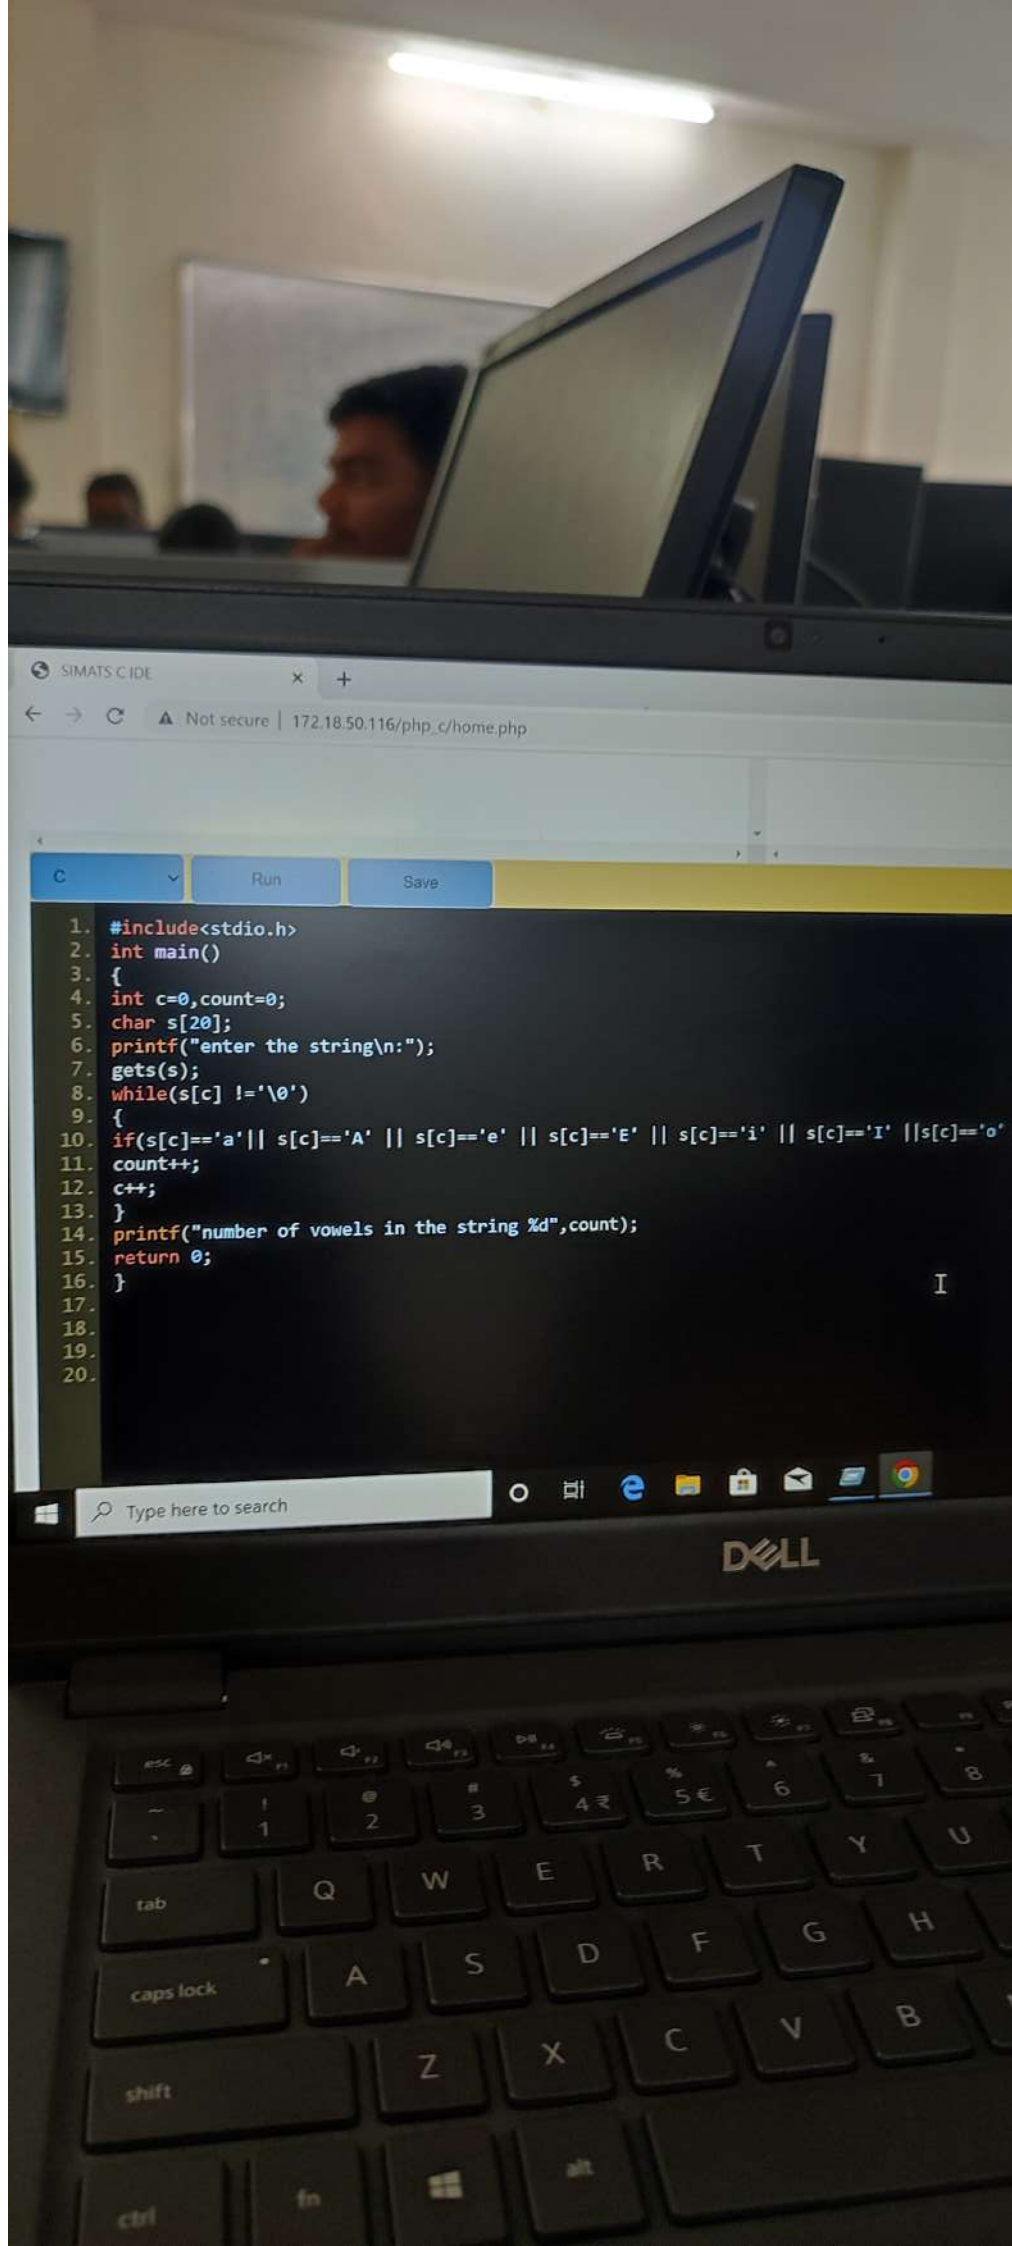 SIMATS C IDE × +
Not secure | 172.18.50.116/php_c/home.php
C Run Save
1. #include<stdio.h>
2. int main()
3. {
4. int c=0,count=0;
5. char s[20];
6. printf("enter the string\n:");
7. gets(s);
8. while(s[c] !='\0')
9. {
10. if(s[c]=='a'|| s[c]=='A' || s[c]=='e' || s[c]=='E' || s[c]=='i' || s[c]=='I' ||s[c]=='o'
11. count++;
12. c++;
13. }
14. printf("number of vowels in the string %d",count);
15. return 0;
16. }
17.
18.
19.
20.
Type here to search
DELL
esc F1 F2 F3 F4
~ ! 1 @ 2 # 3 $ 4 ₹ % 5 € ^ 6 & 7 * 8
tab Q W E R T Y U
caps lock A S D F G H
shift Z X C V B
ctrl fn alt